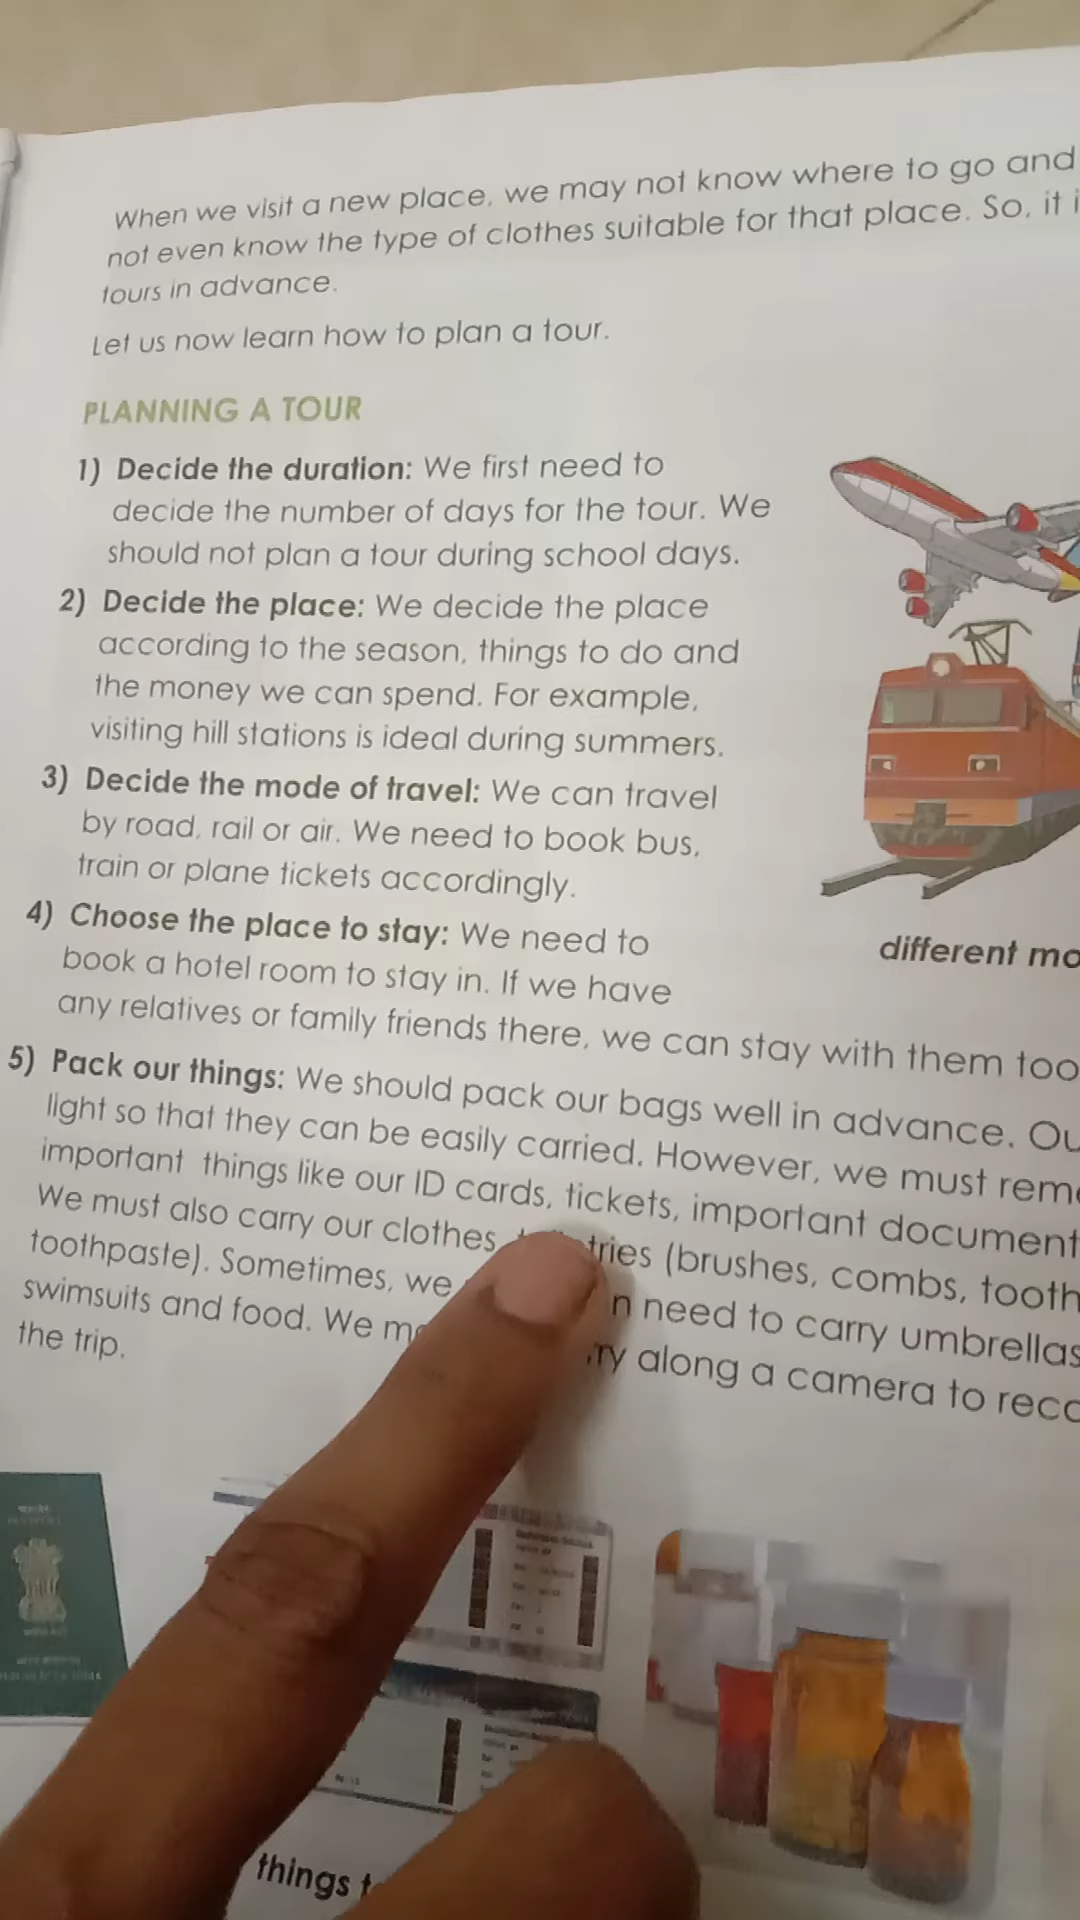 When we visit a new place, we may not know where to go and
not even know the type of clothes suitable for that place. So, it i
tours in advance.
Let us now learn how to plan a tour.
PLANNING A TOUR
1) Decide the duration: We first need to
decide the number of days for the tour. We
should not plan a tour during school days.
2) Decide the place: We decide the place
according to the season, things to do and
the money we can spend. For example,
visiting hill stations is ideal during summers.
3) Decide the mode of travel: We can travel
by road, rail or air. We need to book bus,
train or plane tickets accordingly.
4) Choose the place to stay: We need to
book a hotel room to stay in. If we have
any relatives or family friends there, we can stay with them too
different mo
5) Pack our things: We should pack our bags well in advance. Ou
light so that they can be easily carried. However, we must reme
important things like our ID cards, tickets, important document
We must also carry our clothes, tries (brushes, combs, tooth
toothpaste). Sometimes, we n need to carry umbrellas
swimsuits and food. We m ry along a camera to reco
the trip.
things t